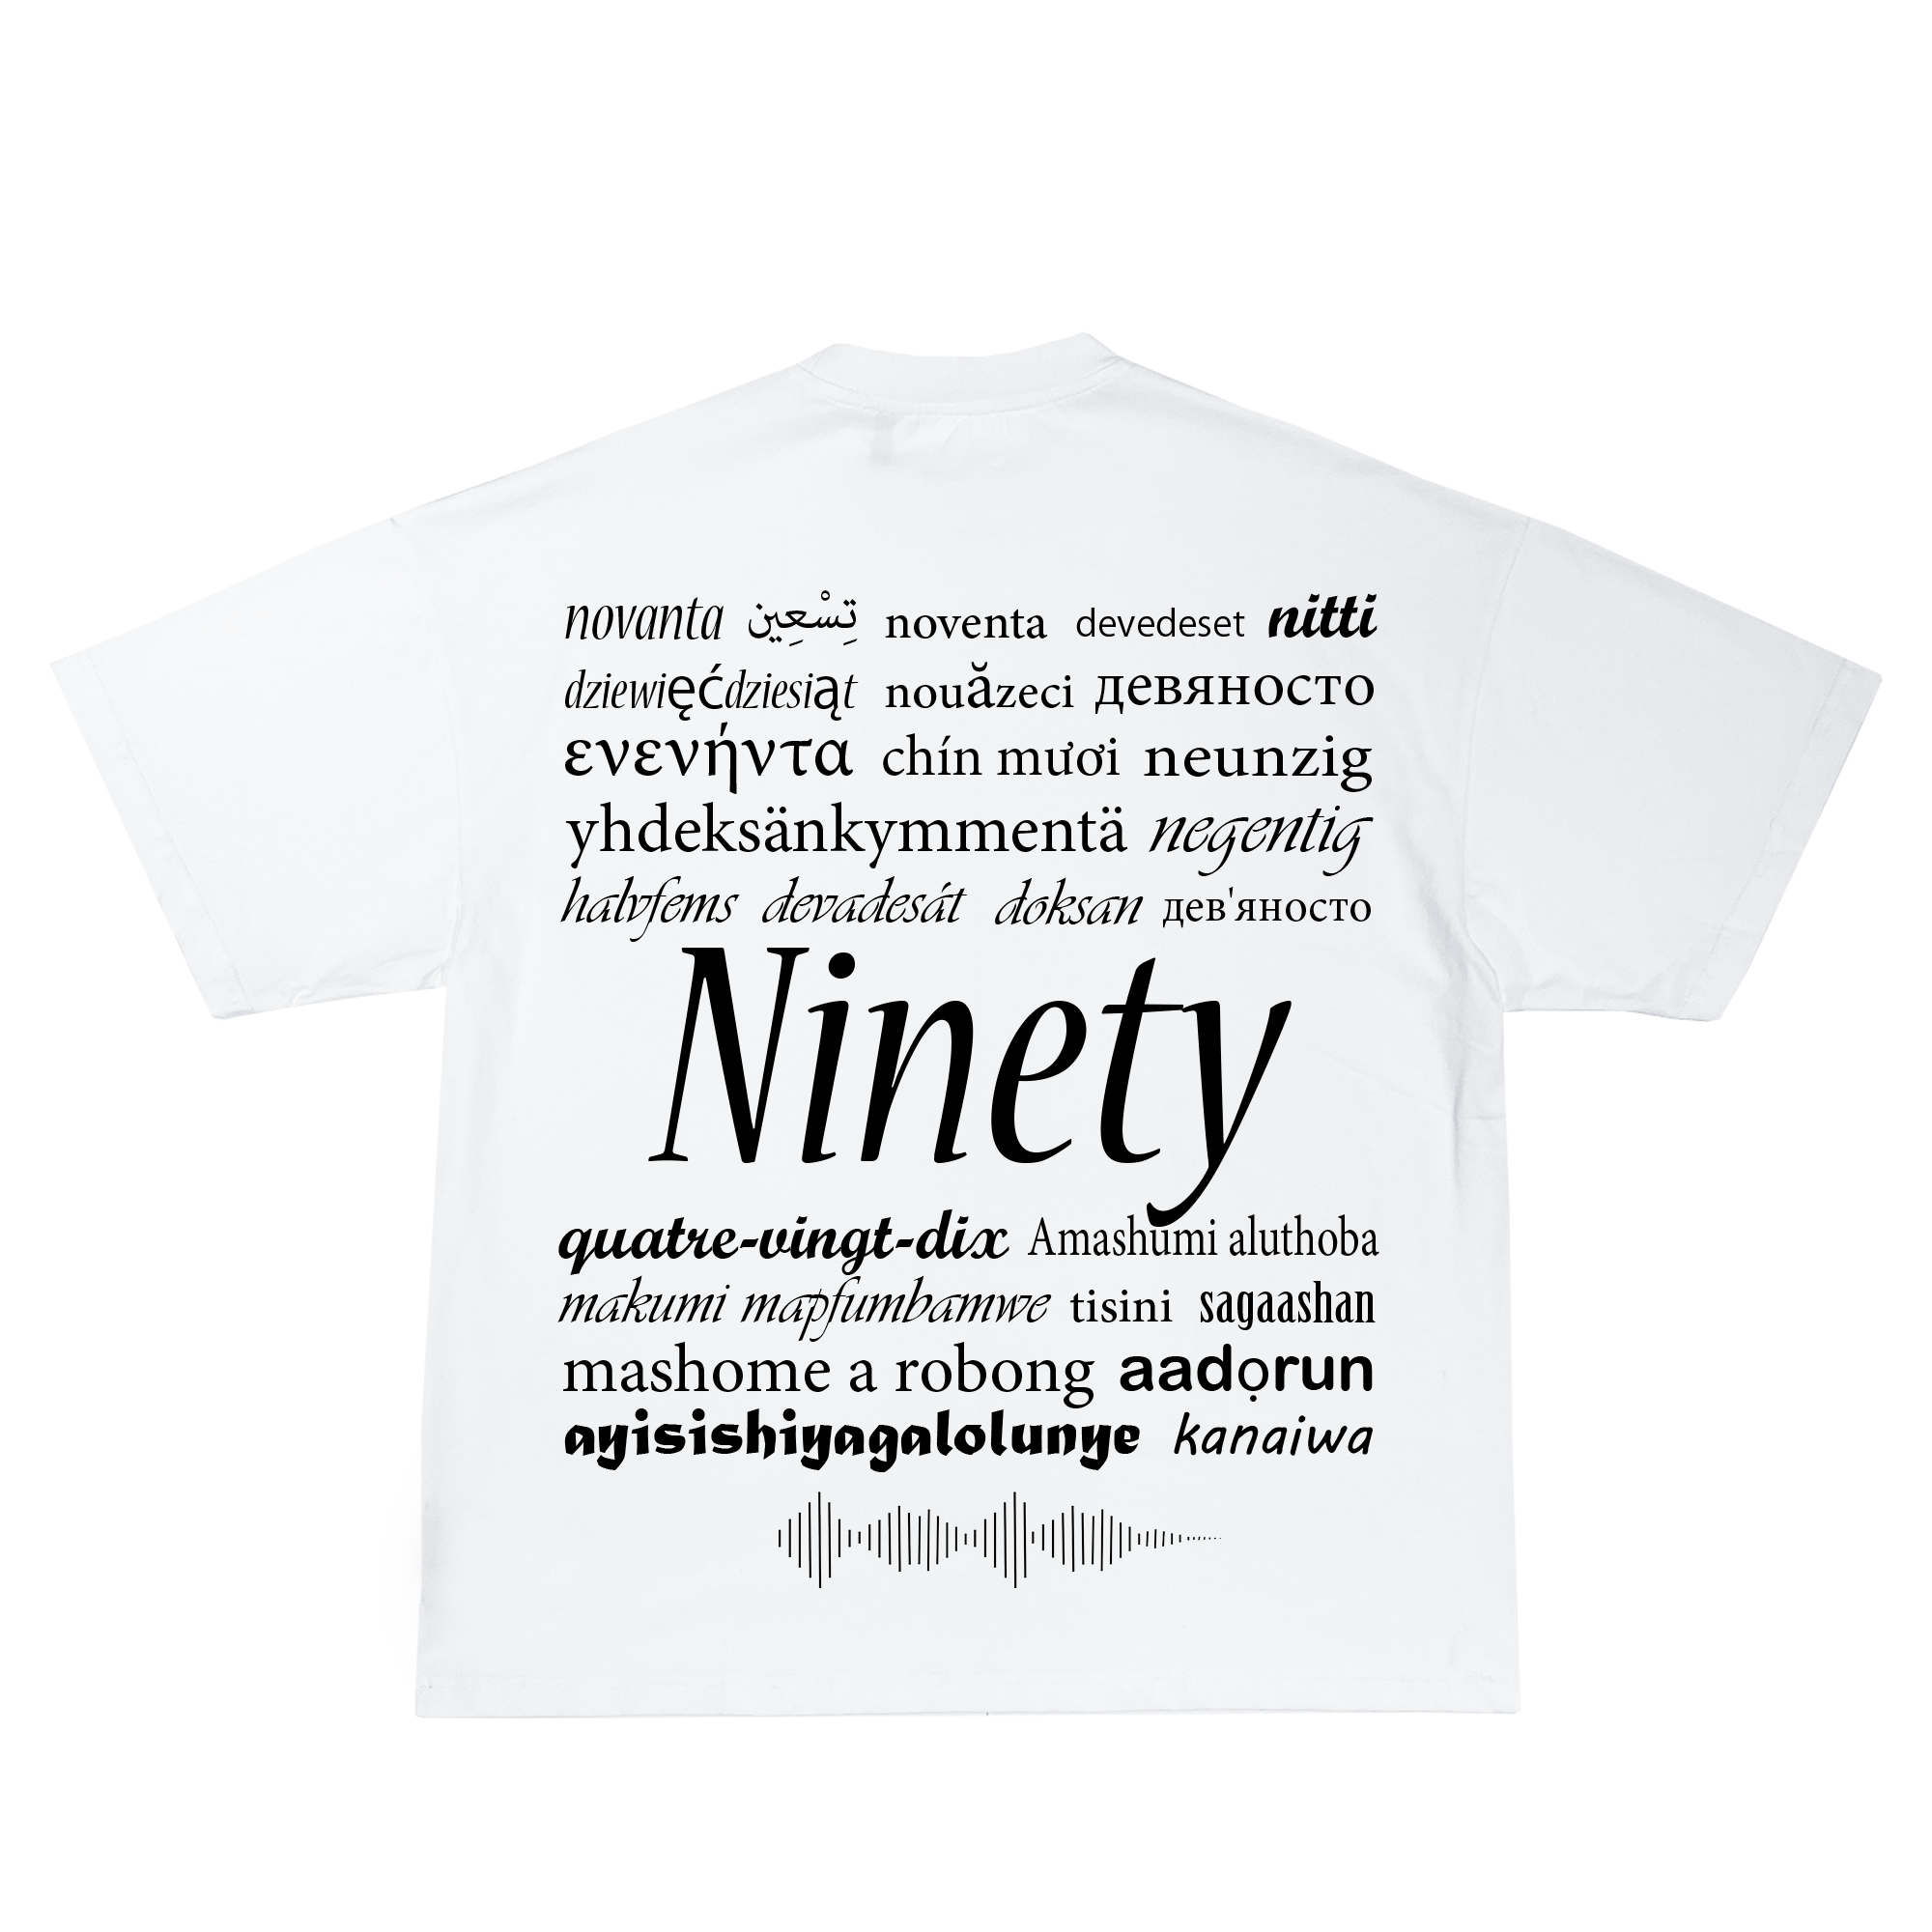 novanta تِسْعِين noventa devedeset nitti
dziewięćdziesiąt nouăzeci девяносто
ενενήντα chín mươi neunzig
yhdeksänkymmentä negentig
halvfems devadesát doksan дев'яносто
Ninety
quatre-vingt-dix Amashumi aluthoba
makumi mapfumbamwe tisini sagaashan
mashome a robong aadọrun
ayisishiyagalolunye kanaiwa